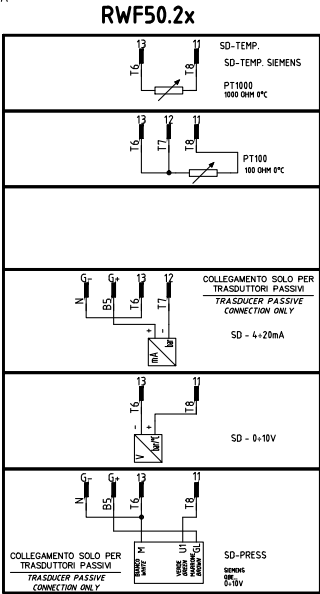 RWF50.2x
13 11 SD-TEMP.
T6 T8 SD-TEMP. SIEMENS
PT1000
1000 OHM 0°C
13 12 11
T6 T7 T8
PT100
100 OHM 0°C
G- G+ 13 12
N B5 T6 T7
COLLEGAMENTO SOLO PER
TRASDUTTORI PASSIVI
TRASDUCER PASSIVE
CONNECTION ONLY
+ -
mA bar
SD - 4÷20mA
13 11
T6 T8
- +
V bar/°C
SD - 0÷10V
G- G+ 13 11
N B5 T6 T8
M U1 GL
BIANCO
WHITE
VERDE
GREEN
MARRONE
BROWN
COLLEGAMENTO SOLO PER
TRASDUTTORI PASSIVI
TRASDUCER PASSIVE
CONNECTION ONLY
SD-PRESS
SIEMENS
QBE..
0÷10V